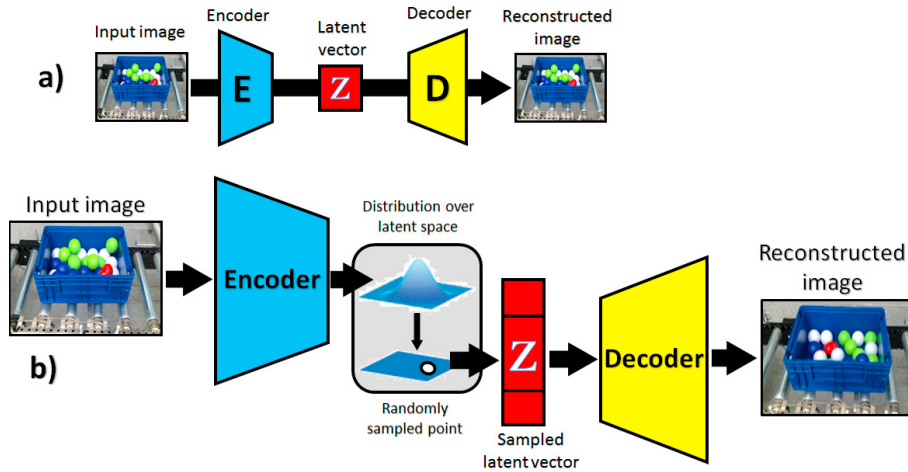 a)
Input image
Encoder
E
Latent
vector
Z
Decoder
D
Reconstructed
image
b)
Input image
Encoder
Distribution over
latent space
Randomly
sampled point
Z
Sampled
latent vector
Decoder
Reconstructed
image